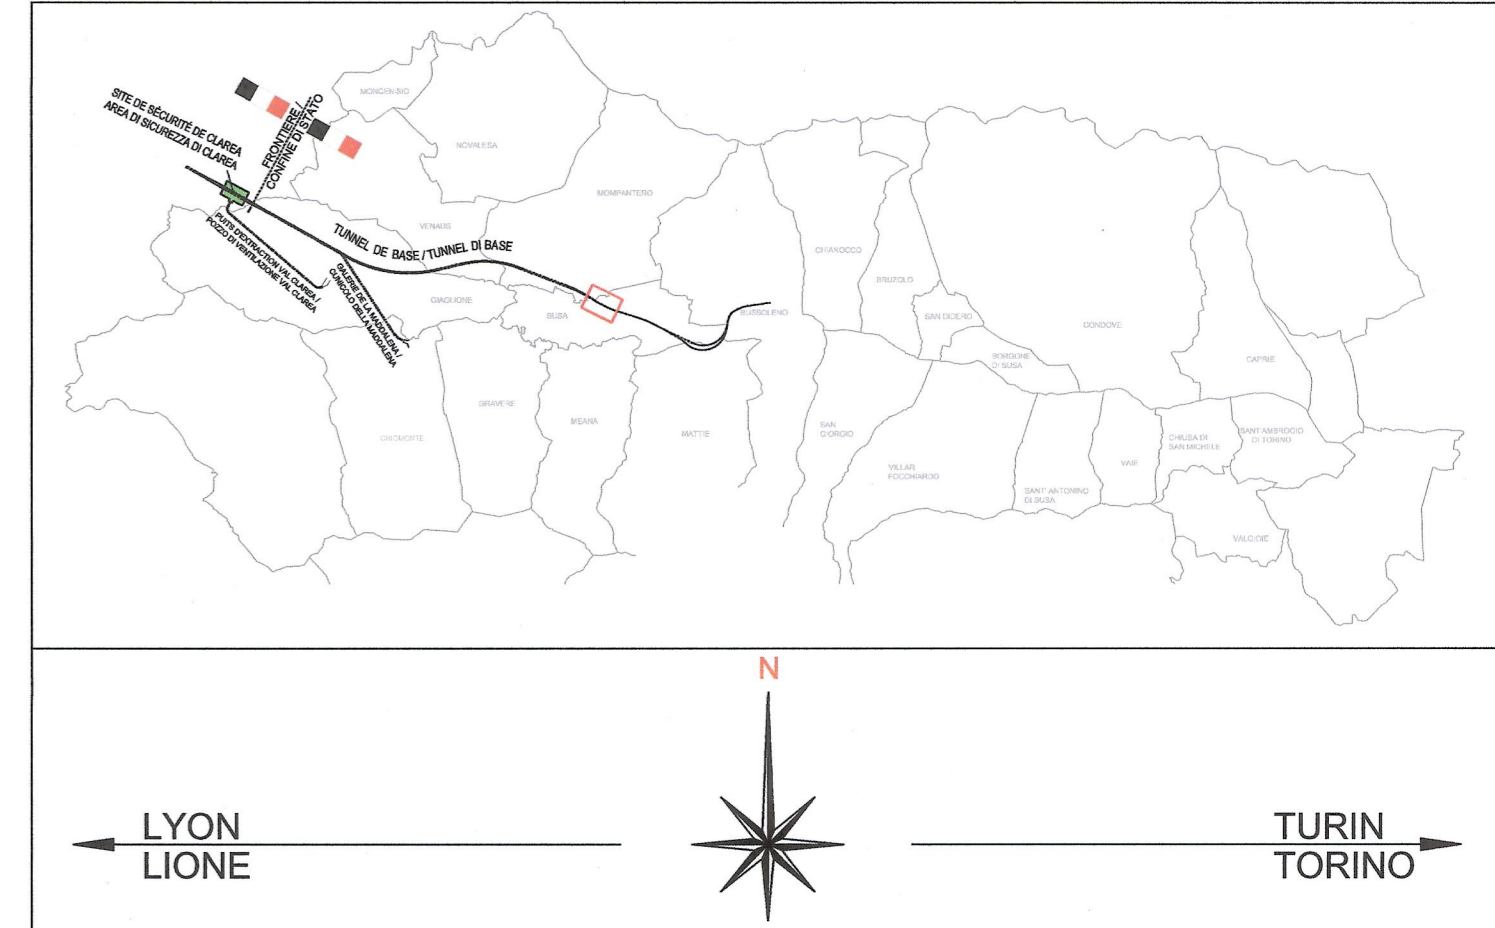 SITE DE SÉCURITÉ DE CLAREA
AREA DI SICUREZZA DI CLAREA
FRONTIERE /
CONFINE DI STATO
MONCENISIO
NOVALESA
MOMPANTERO
VENAUS
TUNNEL DE BASE / TUNNEL DI BASE
PUITS D'EXTRACTION VAL CLAREA /
POZZO DI VENTILAZIONE VAL CLAREA
GALERIE DE LA MADDALENA /
CUNICOLO DELLA MADDALENA
GIAGLIONE
SUSA
BUSSOLENO
CHIANOCCO
BRUZOLO
SAN DIDERO
CONDOVE
BORGONE
DI SUSA
CAPRIE
CHIOMONTE
GRAVERE
MEANA
MATTIE
SAN
GIORGIO
VILLAR
FOCCHIARDO
SANT' ANTONINO
DI SUSA
VAIE
CHIUSA DI
SAN MICHELE
SANT'AMBROGIO
DI TORINO
VALGIOIE
N
LYON
LIONE
TURIN
TORINO